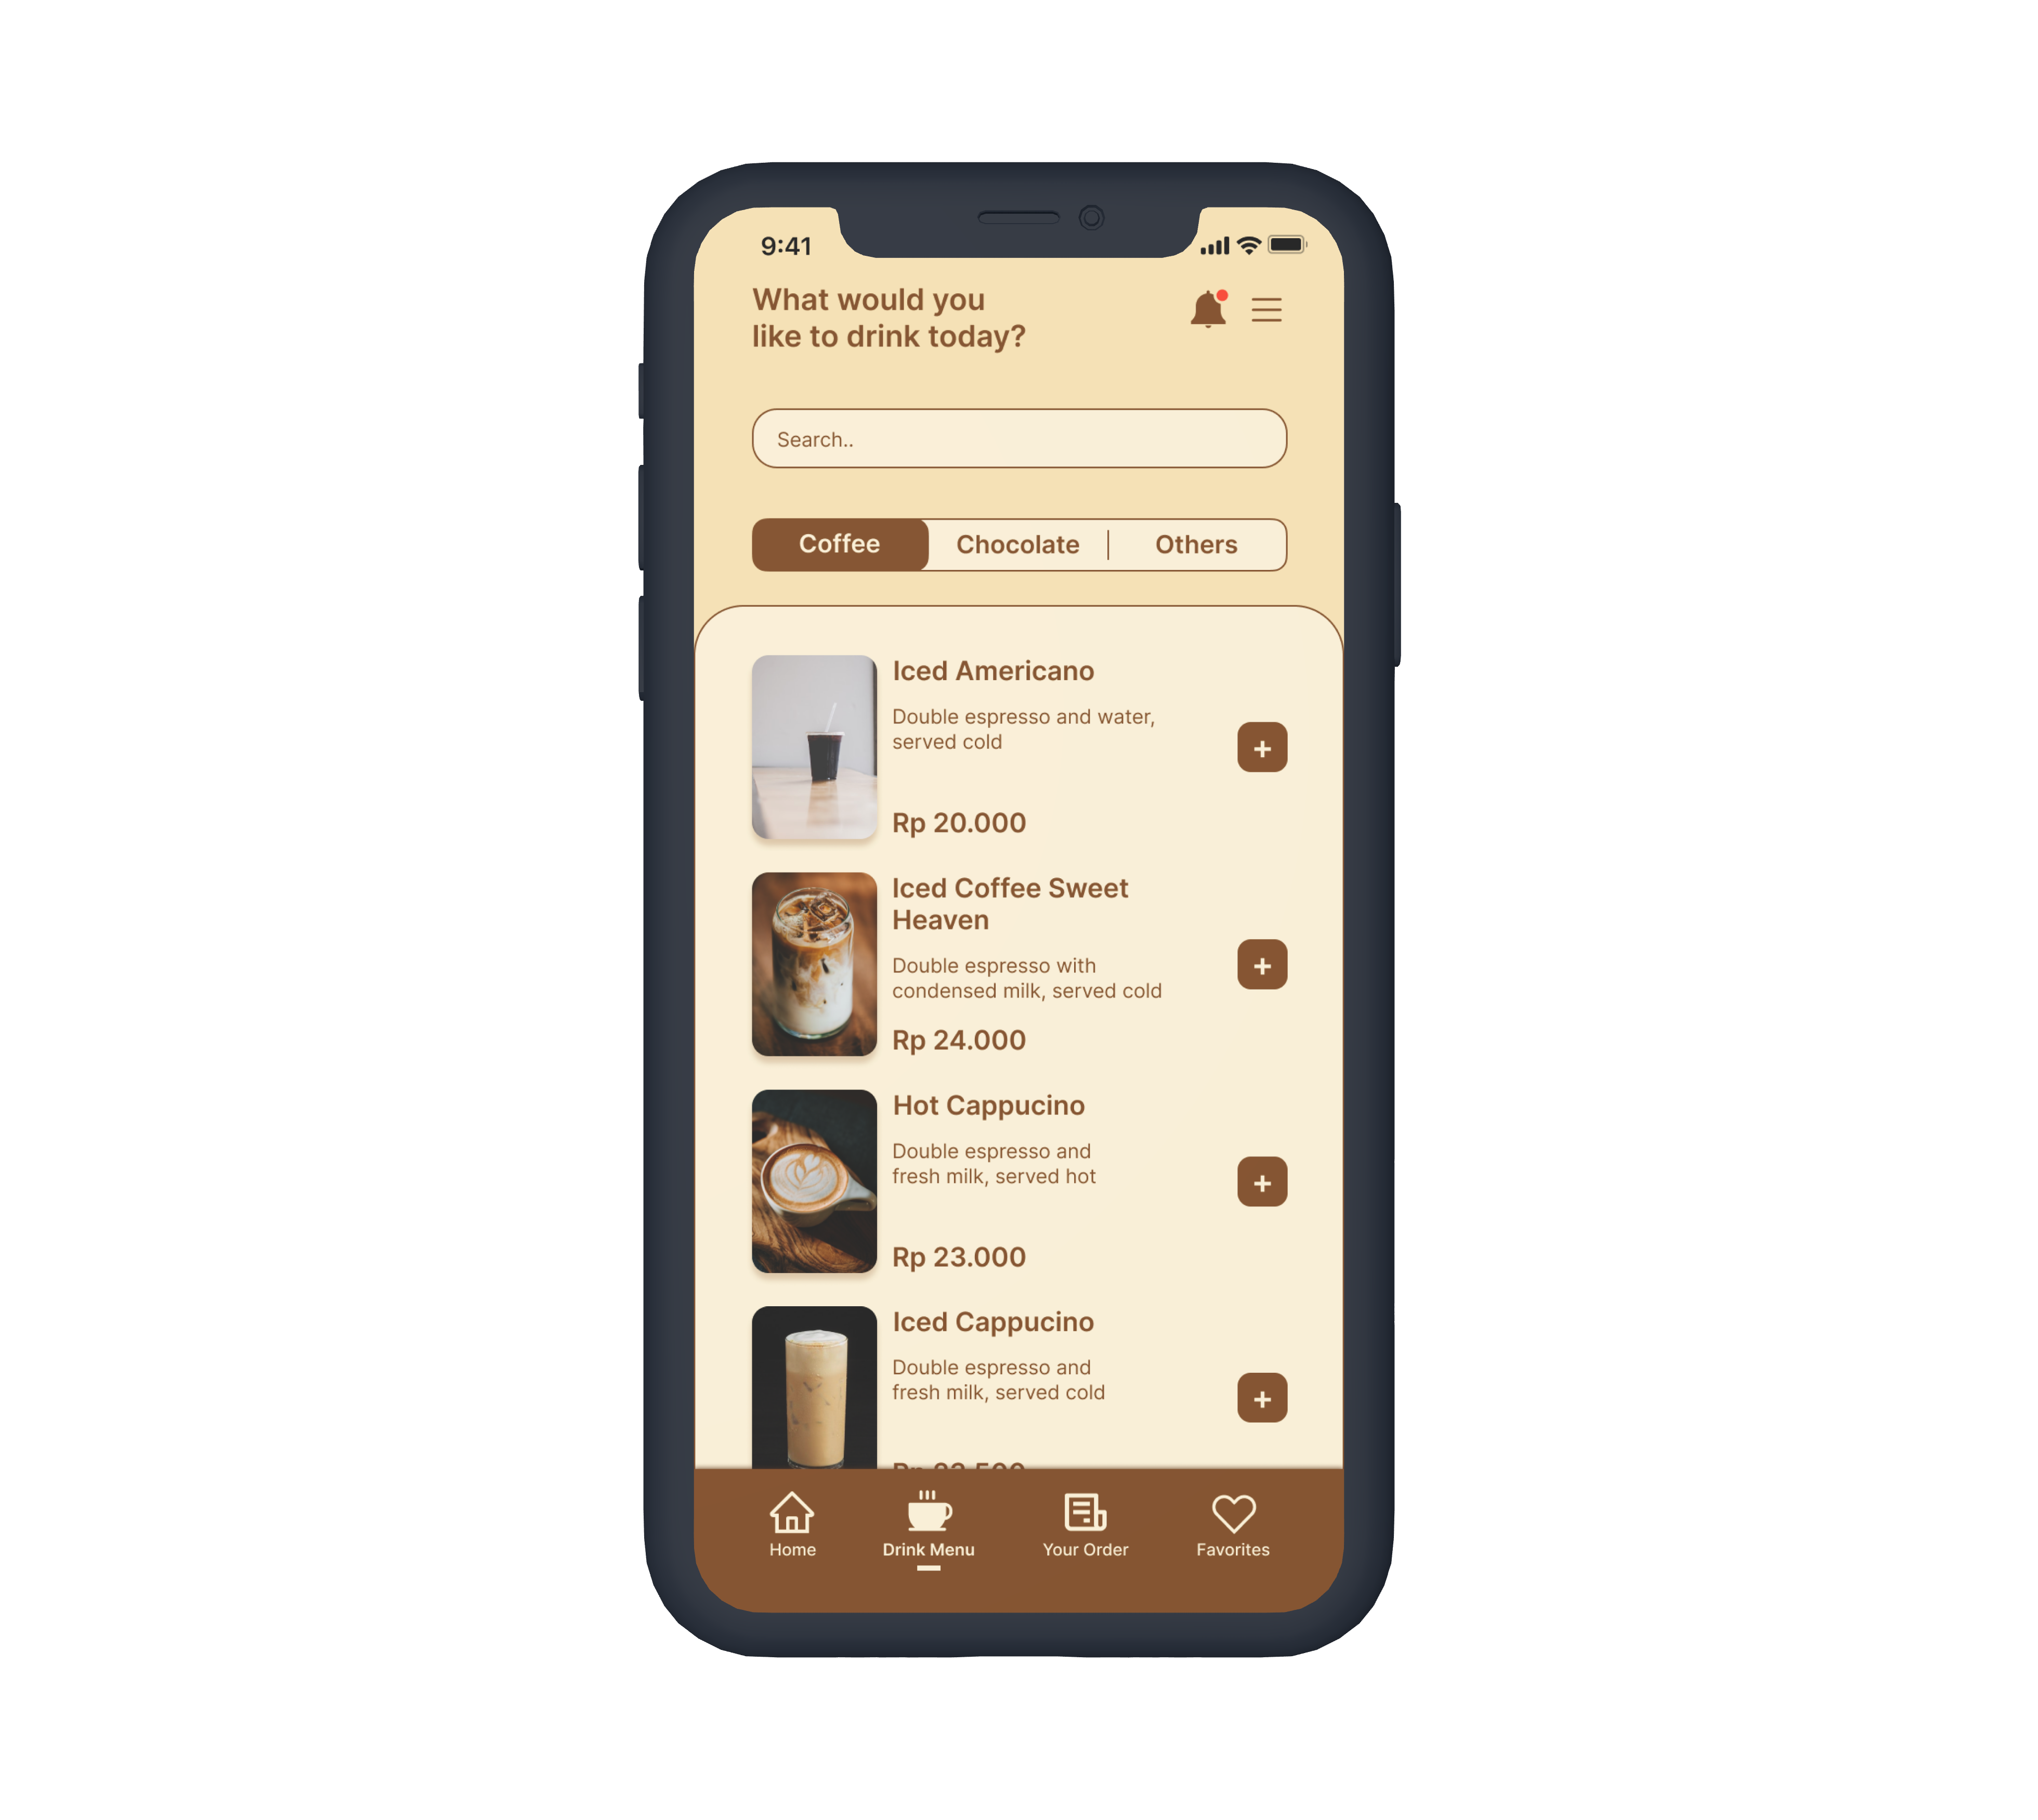 9:41
What would you
like to drink today?
Search..
Coffee
Chocolate
Others
Iced Americano
Double espresso and water,
served cold
Rp 20.000
Iced Coffee Sweet
Heaven
Double espresso with
condensed milk, served cold
Rp 24.000
Hot Cappucino
Double espresso and
fresh milk, served hot
Rp 23.000
Iced Cappucino
Double espresso and
fresh milk, served cold
Home
Drink Menu
Your Order
Favorites